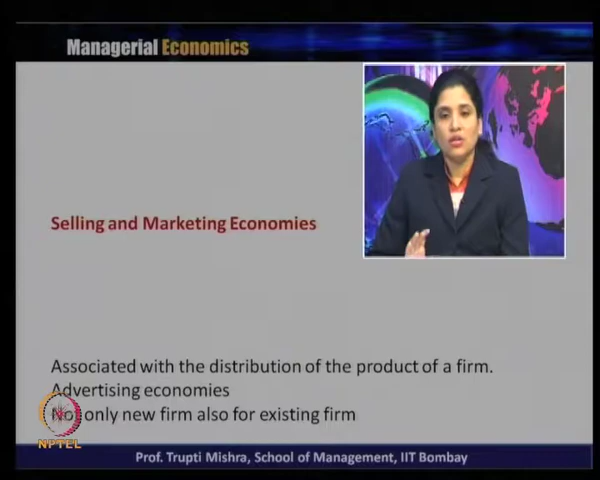 Managerial Economics
Selling and Marketing Economies
Associated with the distribution of the product of a firm.
Advertising economies
Not only new firm also for existing firm
NPTEL
Prof. Trupti Mishra, School of Management, IIT Bombay